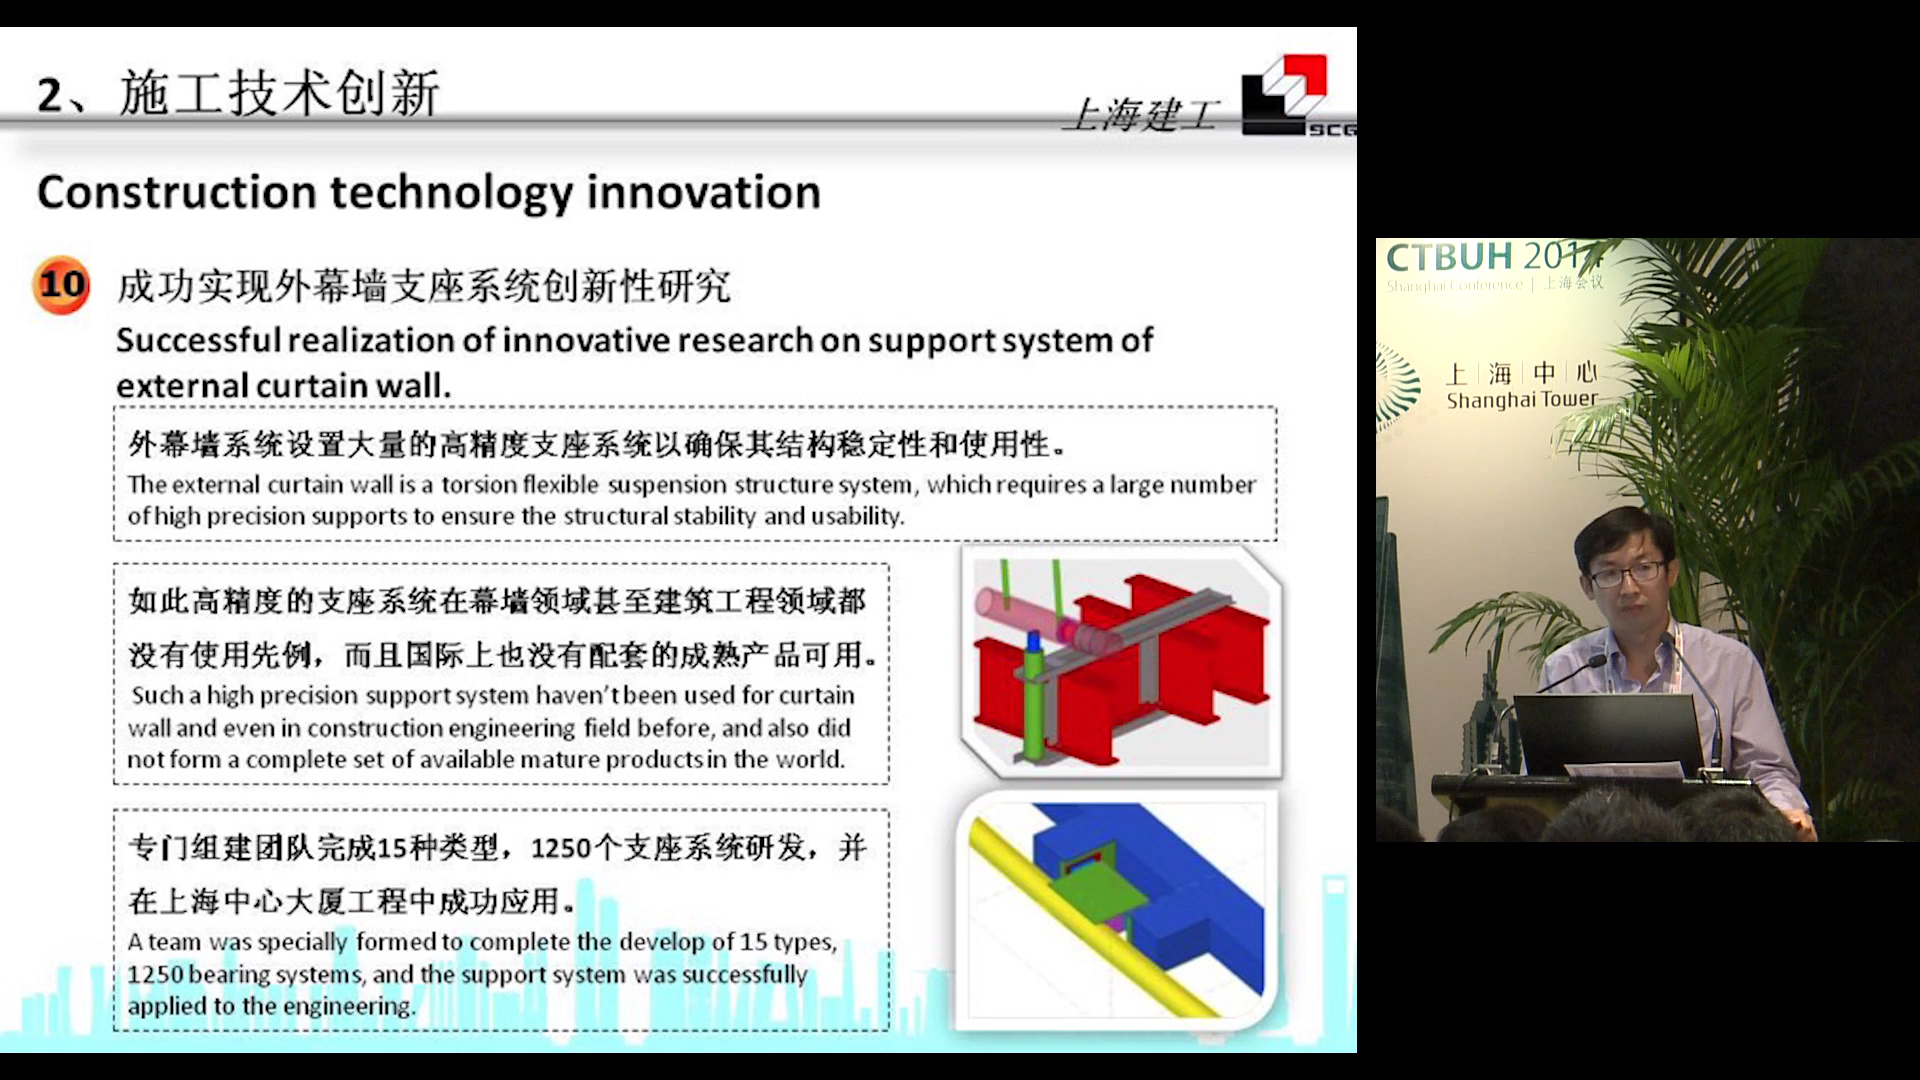 2、施工技术创新
上海建工
SCG
Construction technology innovation
10 成功实现外幕墙支座系统创新性研究
Successful realization of innovative research on support system of
external curtain wall.
外幕墙系统设置大量的高精度支座系统以确保其结构稳定性和使用性。
The external curtain wall is a torsion flexible suspension structure system, which requires a large number
of high precision supports to ensure the structural stability and usability.
如此高精度的支座系统在幕墙领域甚至建筑工程领域都
没有使用先例，而且国际上也没有配套的成熟产品可用。
Such a high precision support system haven't been used for curtain
wall and even in construction engineering field before, and also did
not form a complete set of available mature products in the world.
专门组建团队完成15种类型，1250个支座系统研发，并
在上海中心大厦工程中成功应用。
A team was specially formed to complete the develop of 15 types,
1250 bearing systems, and the support system was successfully
applied to the engineering.
CTBUH 2014
Shanghai Conference | 上海会议
上海中心
Shanghai Tower